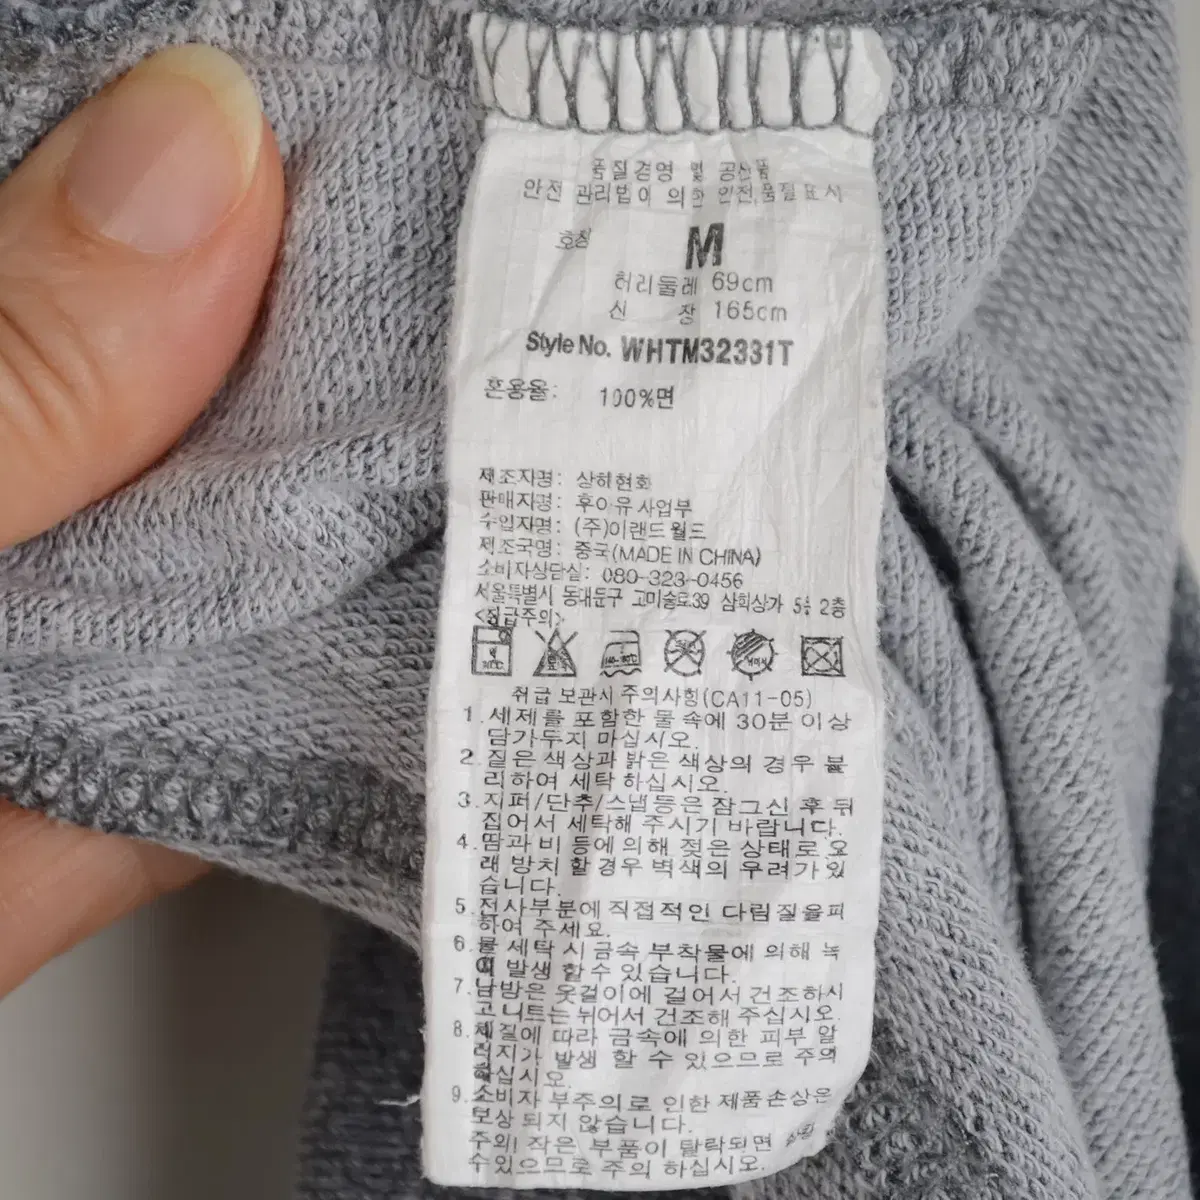 품질경영 및 공산품
안전 관리법에 의한 안전,품질표시
호칭 M
허리둘레 69cm
신 장 165cm
Style No. WHTM32331T
혼용율: 100%면
제조자명: 상해현화
판매자명: 후아유 사업부
수입자명: (주)이랜드월드
제조국명: 중국(MADE IN CHINA)
소비자상담실: 080-323-0456
서울특별시 동대문구 고미술로39 삼희상가 5층 2층
<취급주의>
취급 보관시 주의사항(CA11-05)
1. 세제를 포함한 물 속에 30분 이상
담가두지 마십시오.
2. 짙은 색상과 밝은 색상의 경우 분
리하여 세탁 하십시오.
3. 지퍼/단추/스냅등은 잠그신 후 뒤
집어서 세탁해 주시기 바랍니다.
4. 땀과 비 등에 의해 젖은 상태로 오
래 방치 할경우 변색의 우려가 있
습니다.
5. 전사부분에 직접적인 다림질을피
하여 주세요.
6. 물 세탁 시 금속 부착물에 의해 녹
이 발생 할 수 있습니다.
7. 남방은 옷걸이에 걸어서 건조하시
고 니트는 뉘어서 건조해 주십시오.
8. 체질에 따라 금속에 의한 피부 알
러지가 발생 할 수 있으므로 주의
하십시오.
9. 소비자 부주의로 인한 제품손상은
보상 되지 않습니다.
주의! 작은 부품이 탈락되면 삼킬
수있으므로 주의 하십시오.